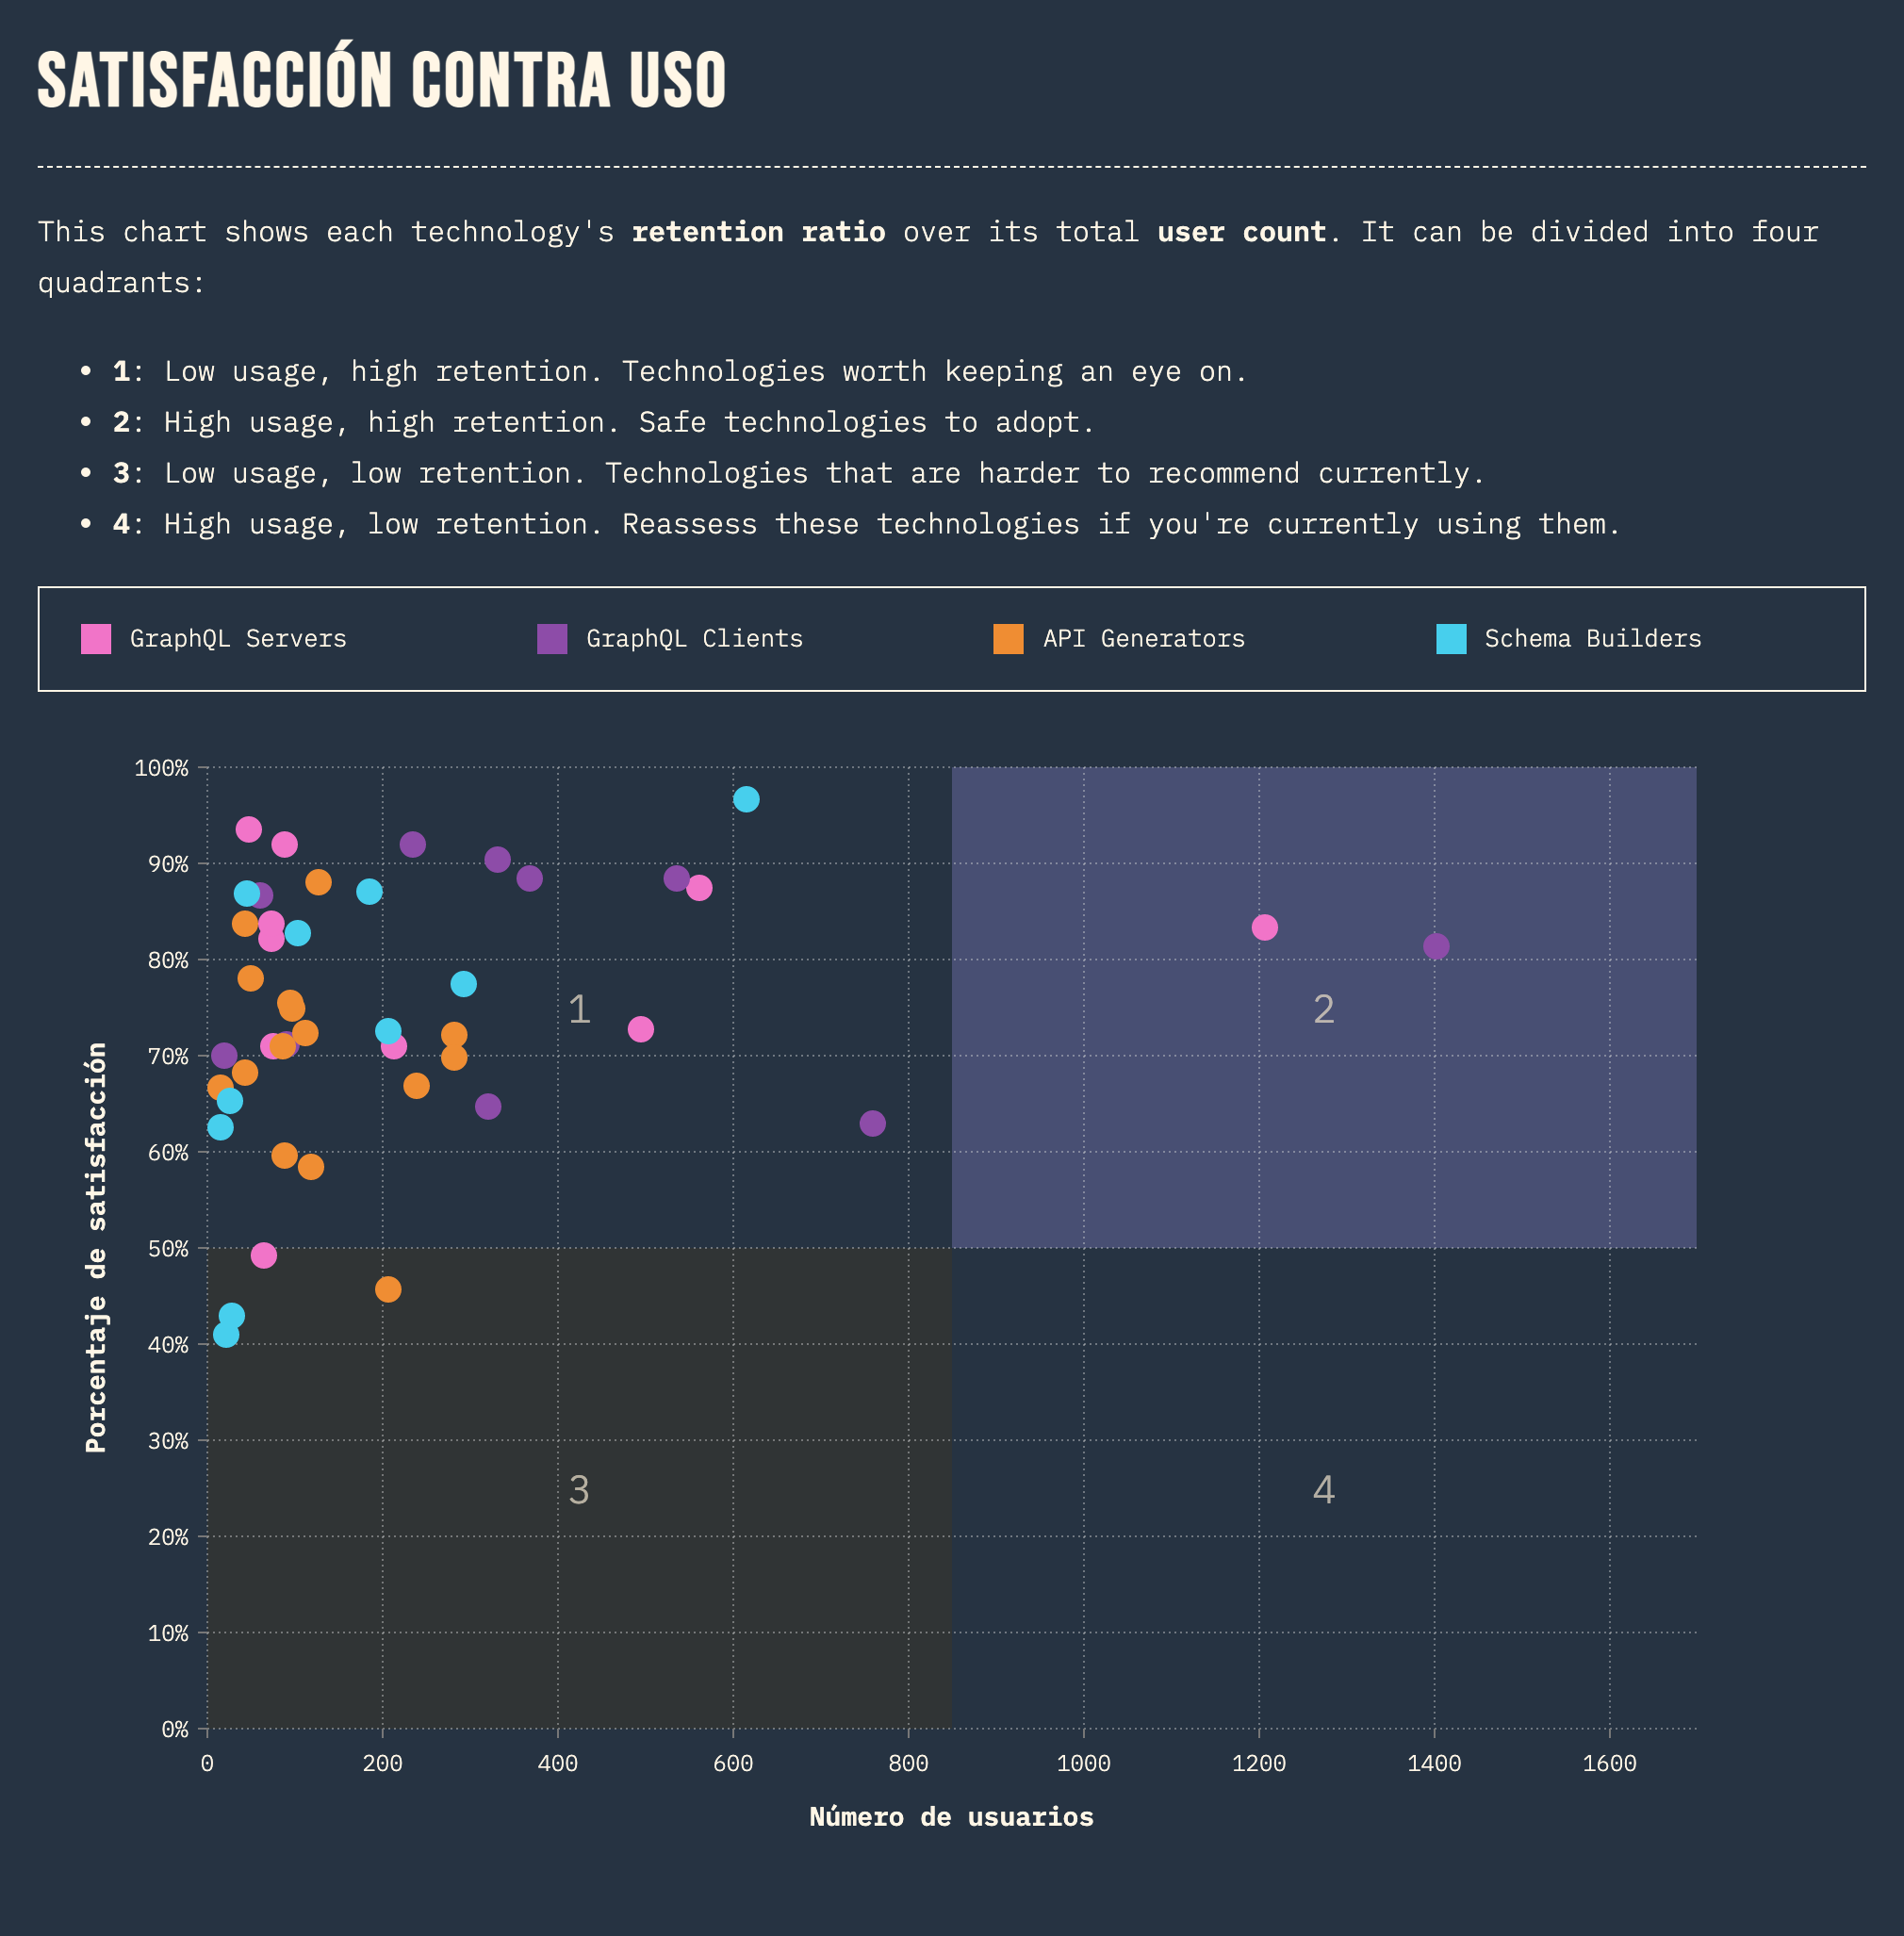 SATISFACCIÓN CONTRA USO
This chart shows each technology's retention ratio over its total user count. It can be divided into four
quadrants:
• 1: Low usage, high retention. Technologies worth keeping an eye on.
• 2: High usage, high retention. Safe technologies to adopt.
• 3: Low usage, low retention. Technologies that are harder to recommend currently.
• 4: High usage, low retention. Reassess these technologies if you're currently using them.
GraphQL Servers
GraphQL Clients
API Generators
Schema Builders
Porcentaje de satisfacción
100%
90%
80%
70%
60%
50%
40%
30%
20%
10%
0%
1
2
3
4
0
200
400
600
800
1000
1200
1400
1600
Número de usuarios